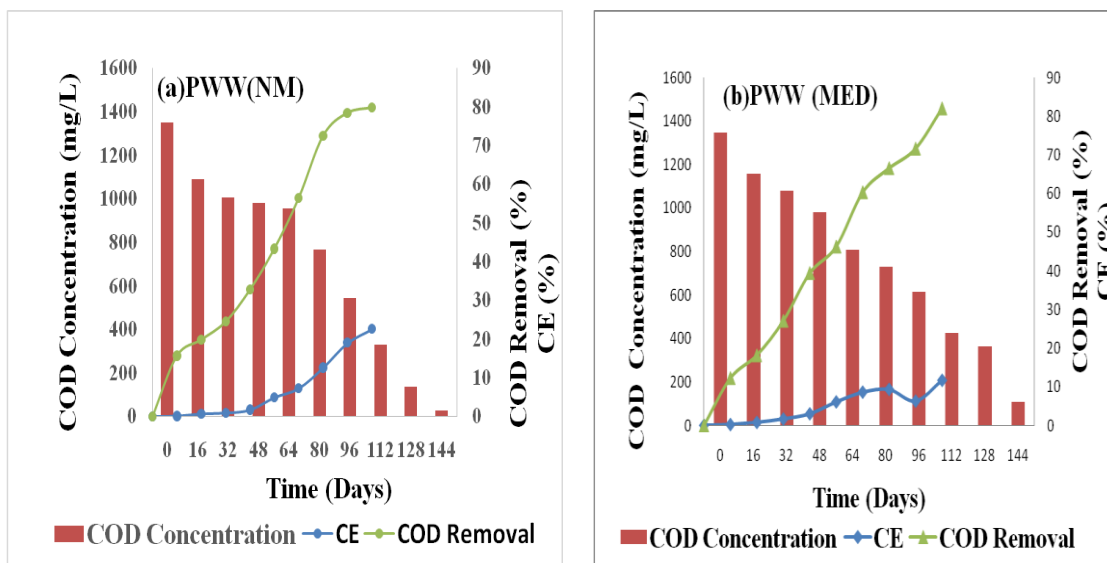 (a)PWW(NM)
COD Concentration (mg/L)
1600
1400
1200
1000
800
600
400
200
0
90
80
70
60
50
40
30
20
10
0
COD Removal (%)
CE (%)
0 16 32 48 64 80 96 112 128 144
Time (Days)
COD Concentration CE COD Removal
(b)PWW (MED)
COD Concentration (mg/L)
1600
1400
1200
1000
800
600
400
200
0
90
80
70
60
50
40
30
20
10
0
COD Removal (%)
CE (%)
0 16 32 48 64 80 96 112 128 144
Time (Days)
COD Concentration CE COD Removal